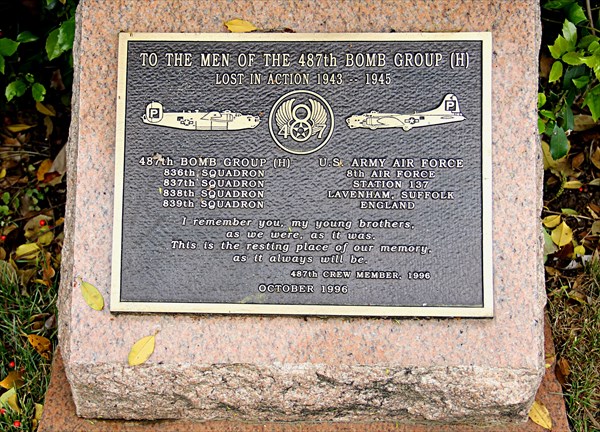 TO THE MEN OF THE 487th BOMB GROUP (H)
LOST IN ACTION 1943 -- 1945
P
487
P
487th BOMB GROUP (H)
836th SQUADRON
837th SQUADRON
838th SQUADRON
839th SQUADRON
U.S. ARMY AIR FORCE
8th AIR FORCE
STATION 137
LAVENHAM, SUFFOLK
ENGLAND
I remember you, my young brothers,
as we were, as it was.
This is the resting place of our memory,
as it always will be.
487th CREW MEMBER, 1996
OCTOBER 1996